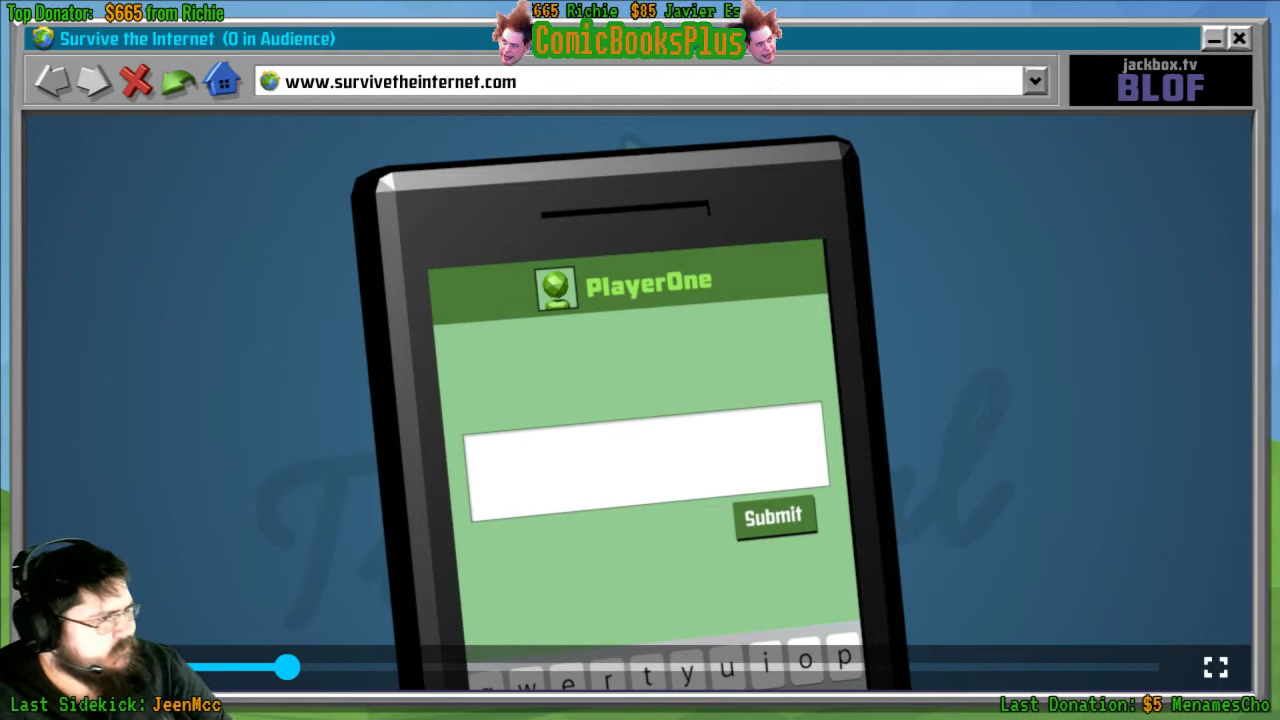 Top Donator: $665 from Richie
665 Richie $85 Javier Es
ComicBooksPlus
Survive the Internet (0 in Audience)
www.survivetheinternet.com
jackbox.tv
BLOF
PlayerOne
Submit
w e r t y u i o p
Last Sidekick: JeenMcc
Last Donation: $5 MenamesCho